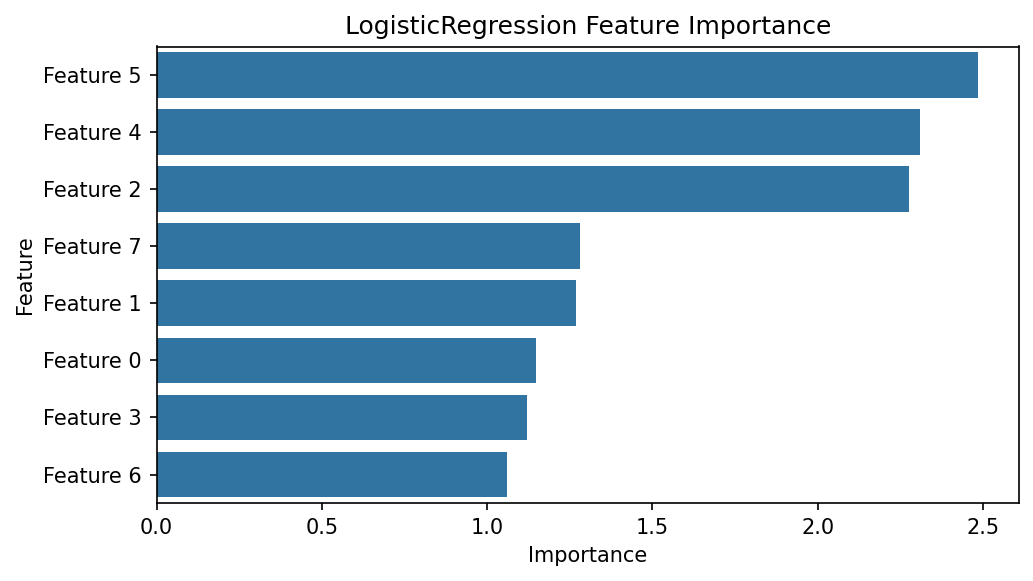 LogisticRegression Feature Importance
Feature
Feature 5
Feature 4
Feature 2
Feature 7
Feature 1
Feature 0
Feature 3
Feature 6
0.0 0.5 1.0 1.5 2.0 2.5
Importance